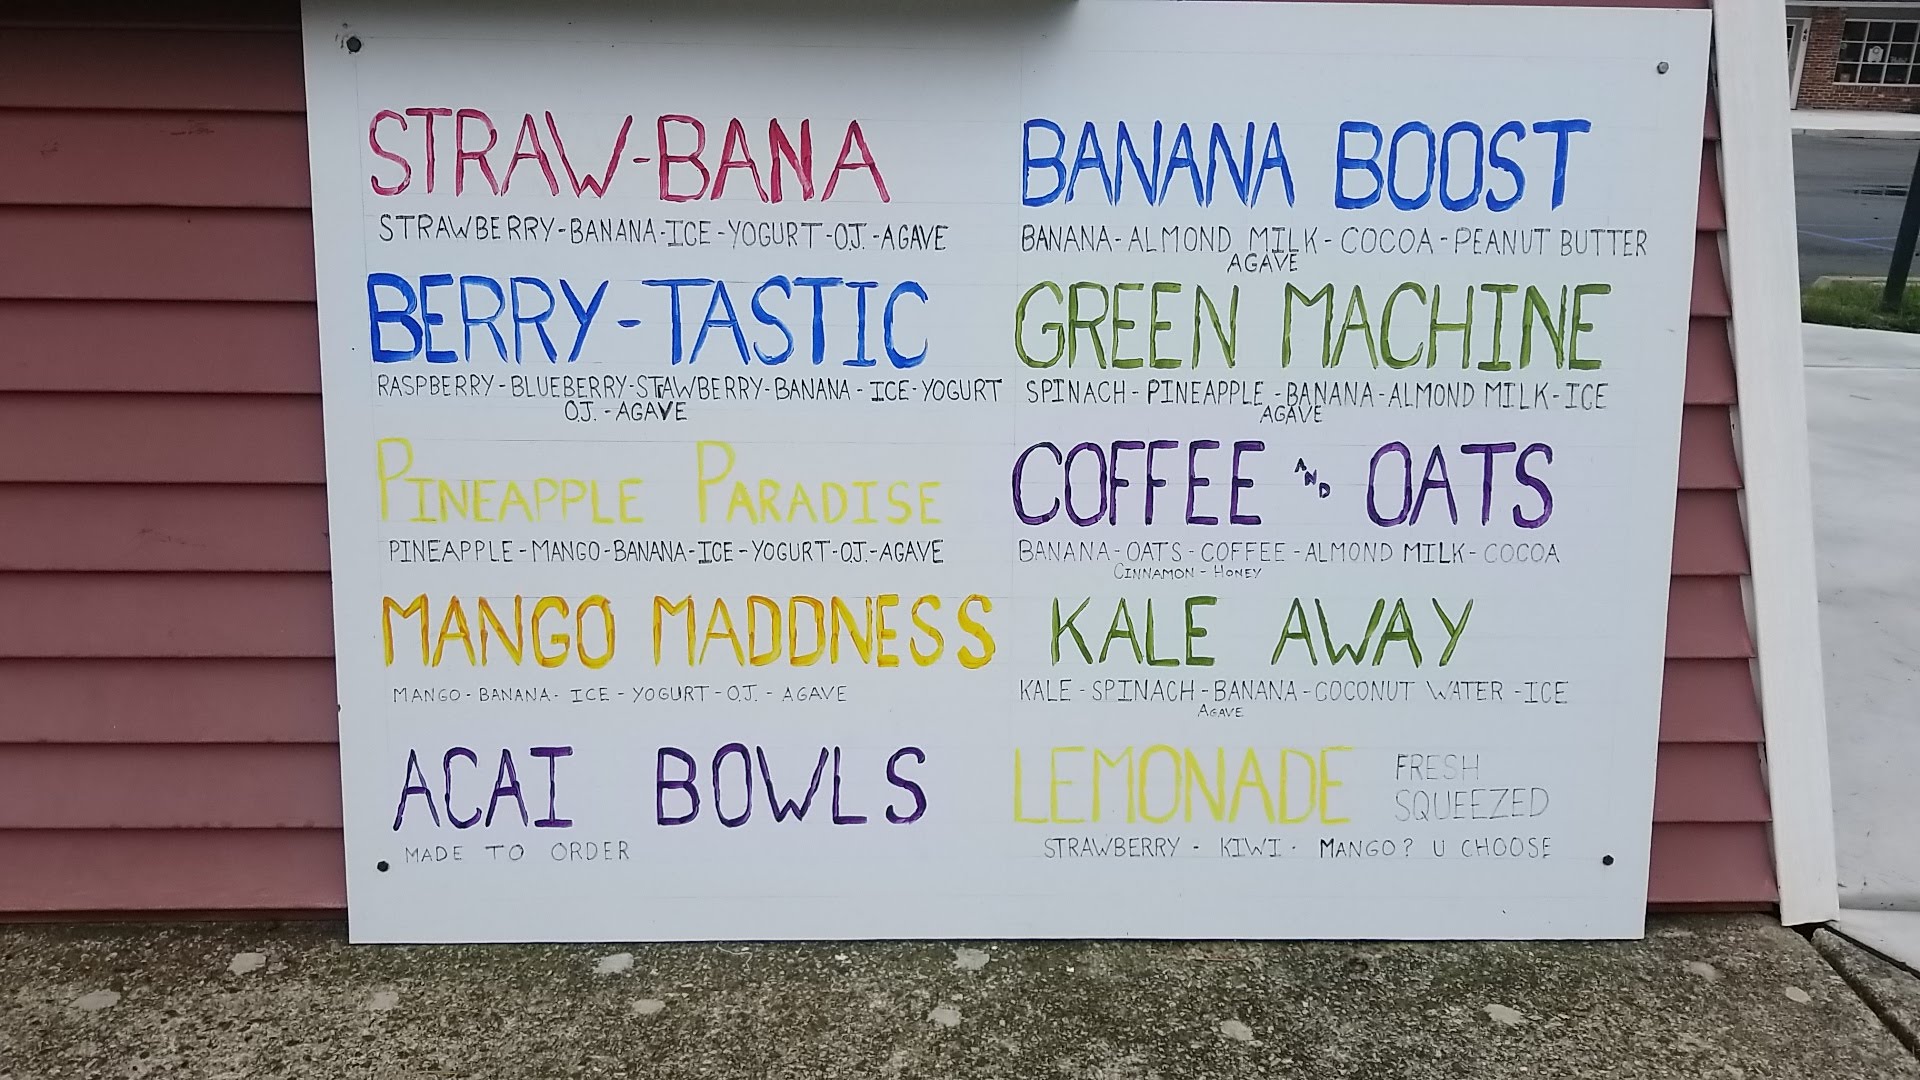 STRAW-BANA
STRAWBERRY-BANANA-ICE-YOGURT-O.J.-AGAVE
BERRY-TASTIC
RASPBERRY-BLUEBERRY-STAWBERRY-BANANA-ICE-YOGURT
O.J.-AGAVE
PINEAPPLE PARADISE
PINEAPPLE-MANGO-BANANA-ICE-YOGURT-O.J.-AGAVE
MANGO MADDNESS
MANGO-BANANA-ICE-YOGURT-O.J.-AGAVE
ACAI BOWLS
MADE TO ORDER
BANANA BOOST
BANANA-ALMOND MILK-COCOA-PEANUT BUTTER
AGAVE
GREEN MACHINE
SPINACH-PINEAPPLE-BANANA-ALMOND MILK-ICE
AGAVE
COFFEE AND OATS
BANANA-OATS-COFFEE-ALMOND MILK-COCOA
CINNAMON-HONEY
KALE AWAY
KALE-SPINACH-BANANA-COCONUT WATER-ICE
AGAVE
LEMONADE FRESH
SQUEEZED
STRAWBERRY - KIWI - MANGO? U CHOOSE